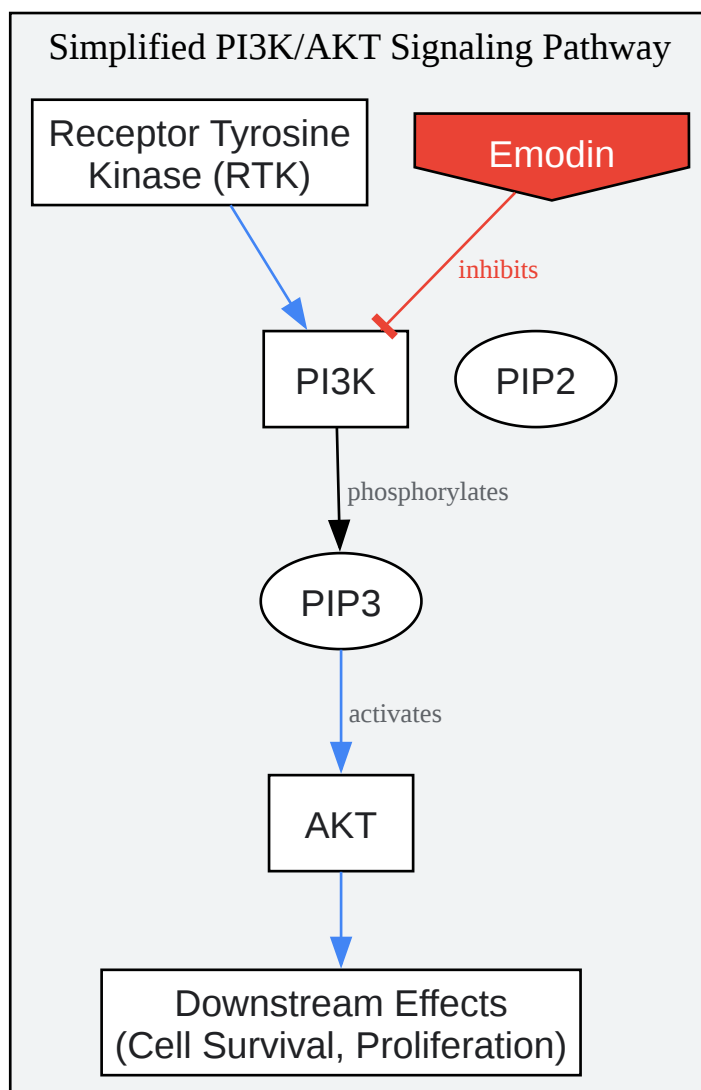 Simplified PI3K/AKT Signaling Pathway
Receptor Tyrosine
Kinase (RTK)
Emodin
inhibits
PI3K
PIP2
phosphorylates
PIP3
activates
AKT
Downstream Effects
(Cell Survival, Proliferation)